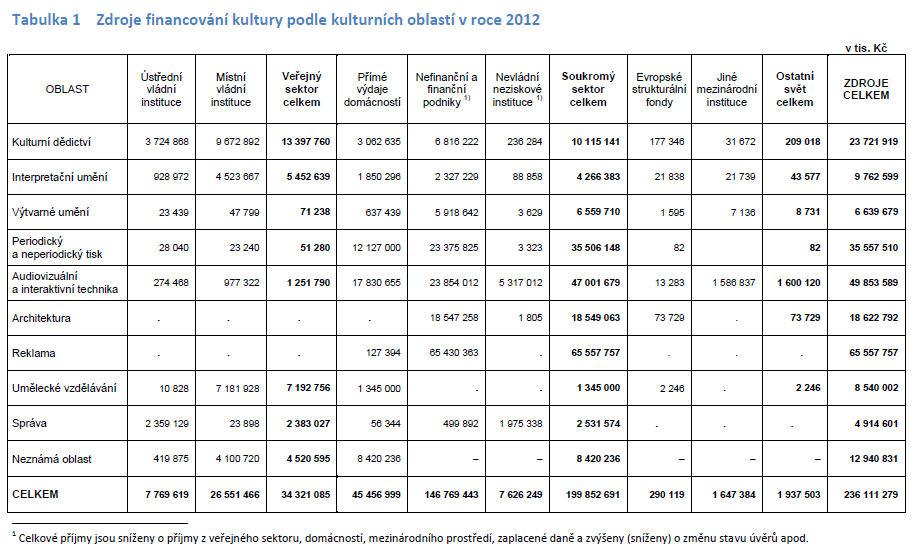 Tabulka 1 Zdroje financování kultury podle kulturních oblastí v roce 2012
v tis. Kč
OBLAST Ústřední vládní instituce Místní vládní instituce Veřejný sektor celkem Přímé výdaje domácností Nefinanční a finanční podniky 1) Nevládní neziskové instituce 1) Soukromý sektor celkem Evropské strukturální fondy Jiné mezinárodní instituce Ostatní svět celkem ZDROJE CELKEM
Kulturní dědictví 3 724 868 9 672 892 13 397 760 3 062 635 6 816 222 236 284 10 115 141 177 346 31 672 209 018 23 721 919
Interpretační umění 928 972 4 523 667 5 452 639 1 850 296 2 327 229 88 858 4 266 383 21 838 21 739 43 577 9 762 599
Výtvarné umění 23 439 47 799 71 238 637 439 5 918 642 3 629 6 559 710 1 595 7 136 8 731 6 639 679
Periodický a neperiodický tisk 28 040 23 240 51 280 12 127 000 23 375 825 3 323 35 506 148 82 . 82 35 557 510
Audiovizuální a interaktivní technika 274 468 977 322 1 251 790 17 830 655 23 854 012 5 317 012 47 001 679 13 283 1 586 837 1 600 120 49 853 589
Architektura . . . . 18 547 258 1 805 18 549 063 73 729 . 73 729 18 622 792
Reklama . . . 127 394 65 430 363 . 65 557 757 . . . 65 557 757
Umělecké vzdělávání 10 828 7 181 928 7 192 756 1 345 000 . . 1 345 000 2 246 . 2 246 8 540 002
Správa 2 359 129 23 898 2 383 027 56 344 499 892 1 975 338 2 531 574 . . . 4 914 601
Neznámá oblast 419 875 4 100 720 4 520 595 8 420 236 – – 8 420 236 – – – 12 940 831
CELKEM 7 769 619 26 551 466 34 321 085 45 456 999 146 769 443 7 626 249 199 852 691 290 119 1 647 384 1 937 503 236 111 279
1 Celkové příjmy jsou sníženy o příjmy z veřejného sektoru, domácností, mezinárodního prostředí, zaplacené daně a zvýšeny (sníženy) o změnu stavu úvěrů apod.